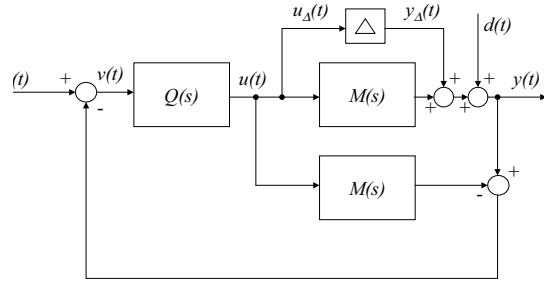 u_Δ(t) y_Δ(t) d(t)
△
(t) + v(t) u(t) + + y(t)
Q(s) M(s)
- + +
M(s) +
-